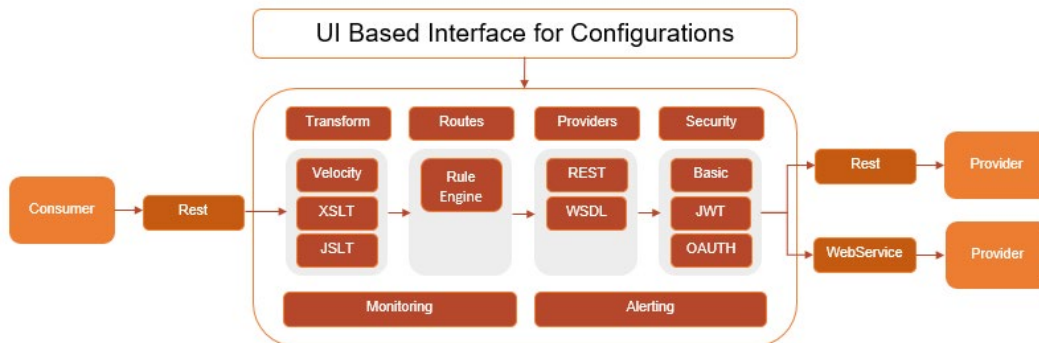 UI Based Interface for Configurations
Transform
Routes
Providers
Security
Velocity
XSLT
JSLT
Rule
Engine
REST
WSDL
Basic
JWT
OAUTH
Consumer
Rest
Rest
Provider
WebService
Provider
Monitoring
Alerting